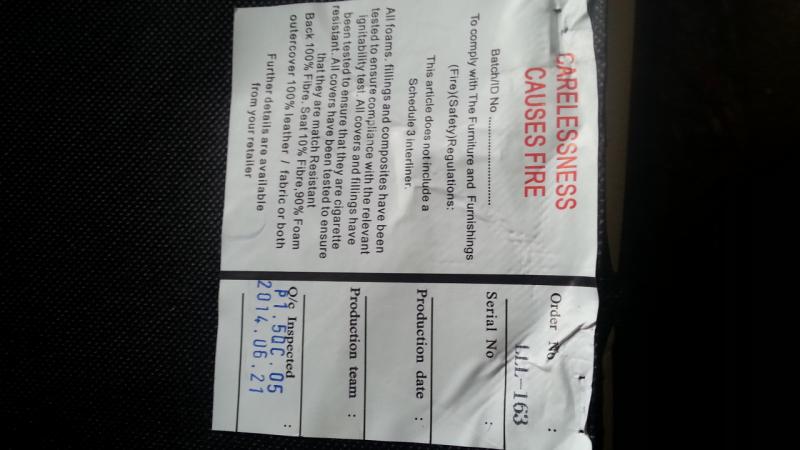 CARELESSNESS
CAUSES FIRE
Batch/ID No ............................
To comply with The Furniture and Furnishings
(Fire)(Safety)Regulations:
This article does not include a
Schedule 3 interliner.
All foams. fillings and composites have been
tested to ensure compliance with the relevant
ignitability test. All covers and fillings have
been tested to ensure that they are cigarette
resistant. All covers have been tested to ensure
that they are match Resistant
Back 100% Fibre. Seat 10% Fibre,90% Foam
outercover 100% leather / fabric or both
Further details are available
from your retailer
Order No :
LLL-163
Serial No :
Production date :
Production team :
Q/c Inspected :
P1.5QC.05
2014.06.21